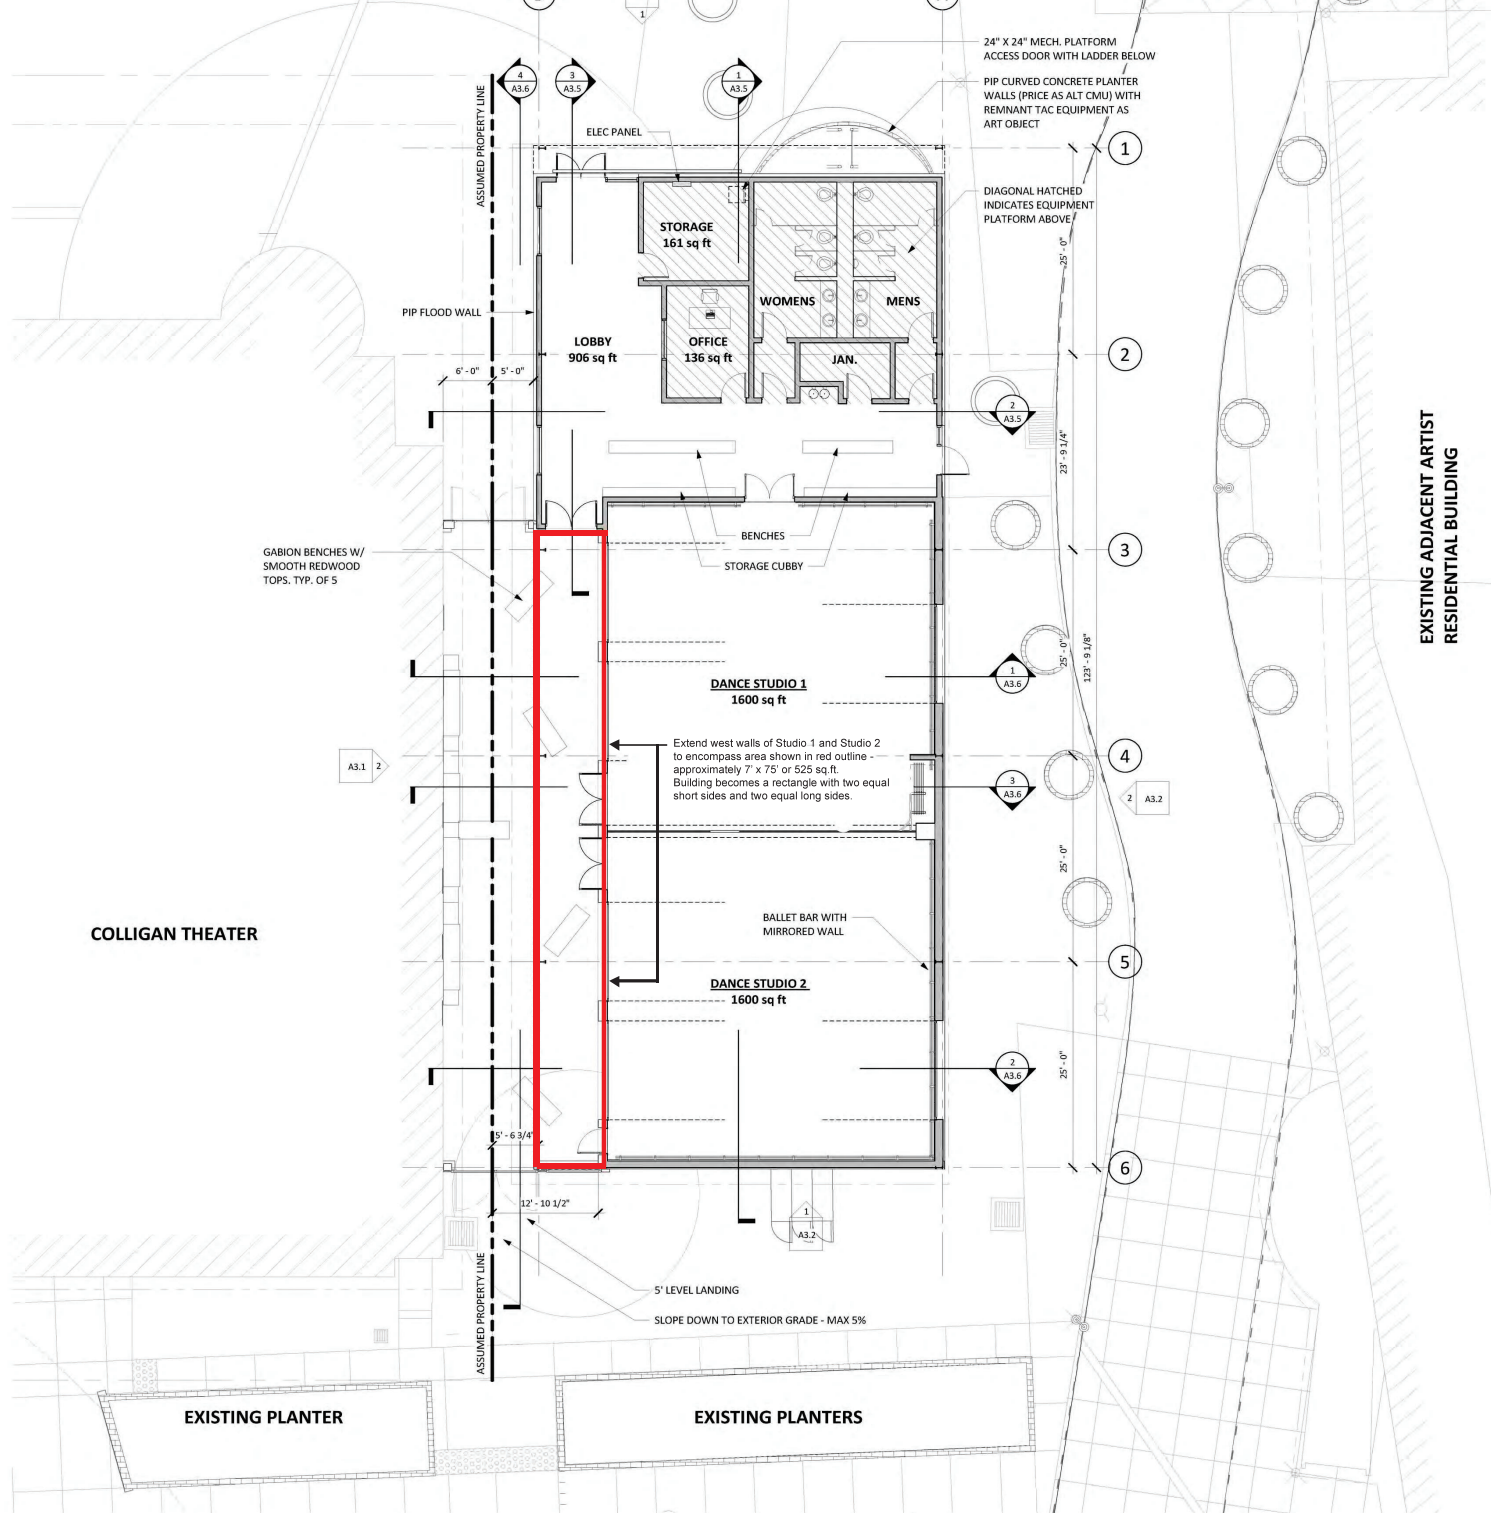 1
4
A3.6
3
A3.5
1
A3.5
24" X 24" MECH. PLATFORM
ACCESS DOOR WITH LADDER BELOW
PIP CURVED CONCRETE PLANTER
WALLS (PRICE AS ALT CMU) WITH
REMNANT TAC EQUIPMENT AS
ART OBJECT
ASSUMED PROPERTY LINE
ELEC PANEL
1
DIAGONAL HATCHED
INDICATES EQUIPMENT
PLATFORM ABOVE
STORAGE
161 sq ft
25' - 0"
WOMENS
MENS
PIP FLOOD WALL
LOBBY
906 sq ft
OFFICE
136 sq ft
JAN.
2
6' - 0"
5' - 0"
2
A3.5
23' - 9 1/4"
EXISTING ADJACENT ARTIST
RESIDENTIAL BUILDING
BENCHES
STORAGE CUBBY
3
GABION BENCHES W/
SMOOTH REDWOOD
TOPS. TYP. OF 5
25' - 0"
123' - 9 1/8"
1
A3.6
DANCE STUDIO 1
1600 sq ft
Extend west walls of Studio 1 and Studio 2
to encompass area shown in red outline -
approximately 7' x 75' or 525 sq.ft.
Building becomes a rectangle with two equal
short sides and two equal long sides.
4
A3.1 2
3
A3.6
2 A3.2
25' - 0"
COLLIGAN THEATER
BALLET BAR WITH
MIRRORED WALL
5
DANCE STUDIO 2
1600 sq ft
2
A3.6
25' - 0"
5' - 6 3/4"
6
12' - 10 1/2"
1
A3.2
ASSUMED PROPERTY LINE
5' LEVEL LANDING
SLOPE DOWN TO EXTERIOR GRADE - MAX 5%
EXISTING PLANTER
EXISTING PLANTERS